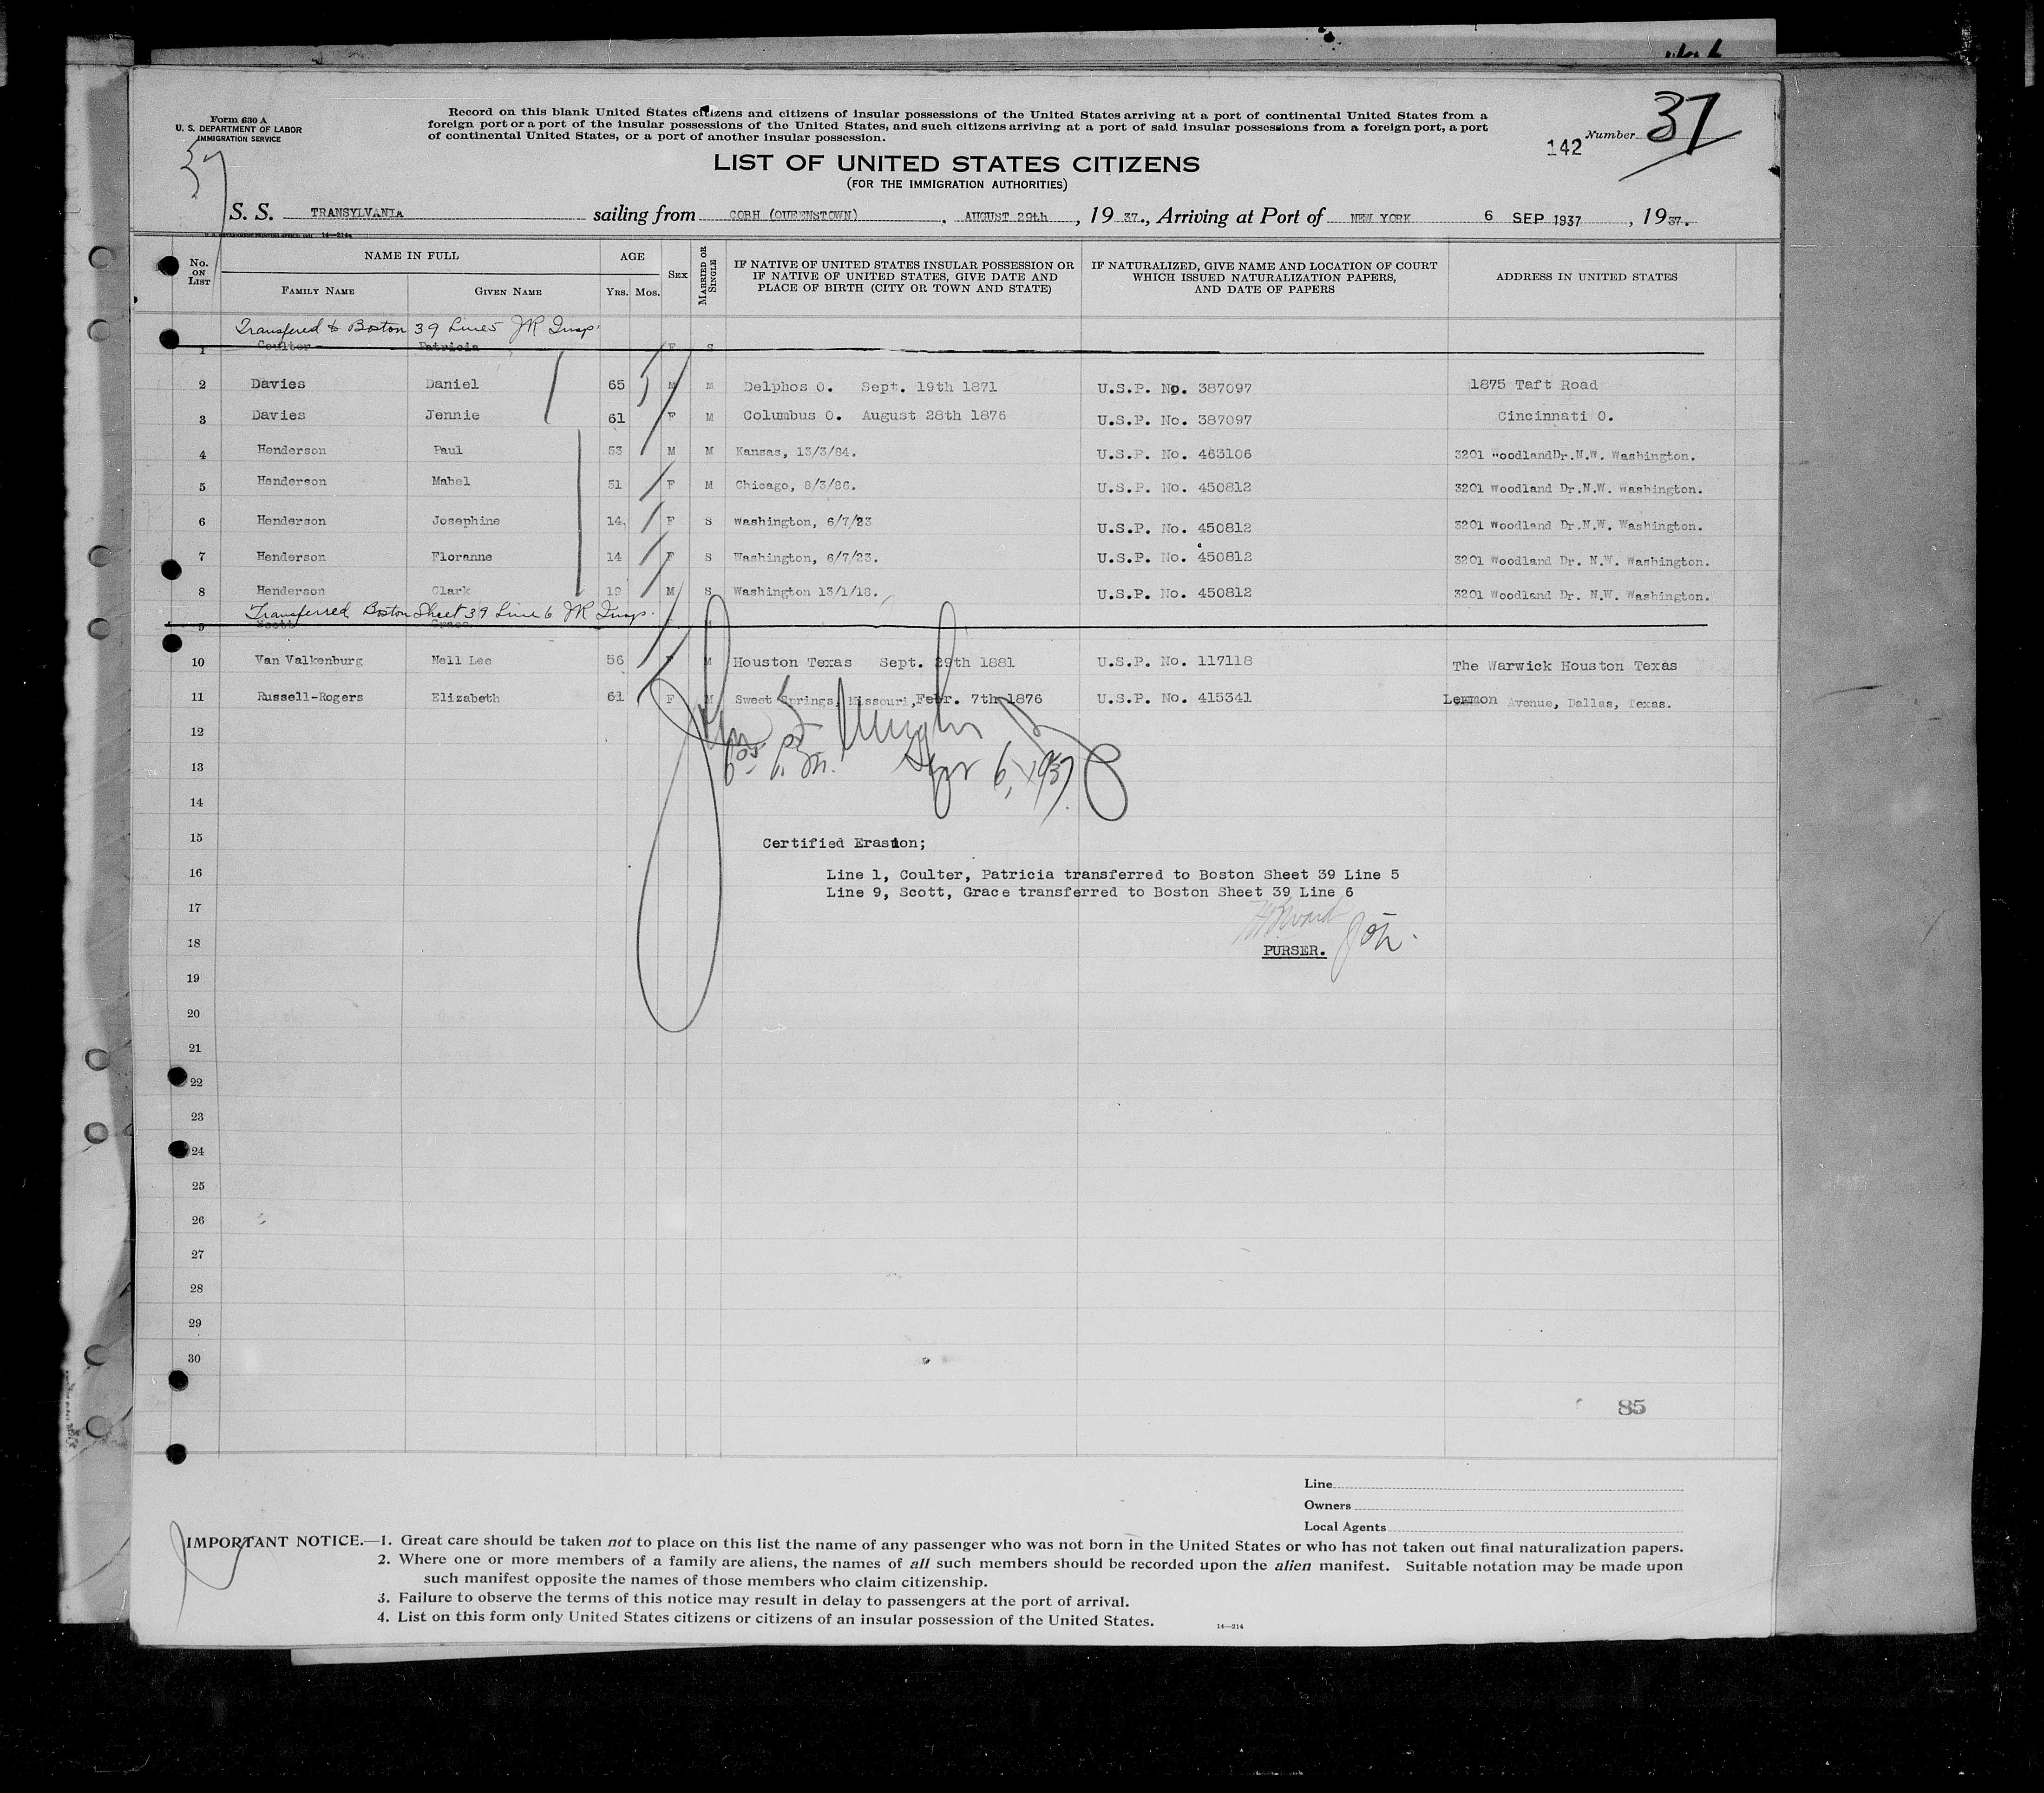 Form 630 A
U. S. DEPARTMENT OF LABOR
IMMIGRATION SERVICE
Record on this blank United States citizens and citizens of insular possessions of the United States arriving at a port of continental United States from a
foreign port or a port of the insular possessions of the United States, and such citizens arriving at a port of said insular possessions from a foreign port, a port
of continental United States, or a port of another insular possession.
142 Number 37
LIST OF UNITED STATES CITIZENS
(FOR THE IMMIGRATION AUTHORITIES)
S. S. TRANSYLVANIA sailing from COBH (QUEENSTOWN), AUGUST 29th, 19 37., Arriving at Port of NEW YORK 6 SEP 1937, 19 37.
No. ON LIST
NAME IN FULL
FAMILY NAME GIVEN NAME
AGE
YRS. MOS.
SEX
MARRIED OR SINGLE
IF NATIVE OF UNITED STATES INSULAR POSSESSION OR
IF NATIVE OF UNITED STATES, GIVE DATE AND
PLACE OF BIRTH (CITY OR TOWN AND STATE)
IF NATURALIZED, GIVE NAME AND LOCATION OF COURT
WHICH ISSUED NATURALIZATION PAPERS,
AND DATE OF PAPERS
ADDRESS IN UNITED STATES
Transfered to Boston 39 Line 5 JR Insp.
1 Coulter Patricia F S
2 Davies Daniel 65 M M Delphos O. Sept. 19th 1871 U.S.P. No. 387097 1875 Taft Road
3 Davies Jennie 61 F M Columbus O. August 28th 1876 U.S.P. No. 387097 Cincinnati O.
4 Henderson Paul 53 M M Kansas, 13/3/84. U.S.P. No. 463106 3201 WoodlandDr.N.W. Washington.
5 Henderson Mabel 51 F M Chicago, 8/3/86. U.S.P. No. 450812 3201 Woodland Dr.N.W. Washington.
6 Henderson Josephine 14 F S Washington, 6/7/23 U.S.P. No. 450812 3201 Woodland Dr.N.W. Washington.
7 Henderson Floranne 14 F S Washington, 6/7/23. U.S.P. No. 450812 3201 Woodland Dr. N.W. Washington.
8 Henderson Clark 19 M S Washington 13/1/18. U.S.P. No. 450812 3201 Woodland Dr. N.W. Washington.
Transferred Boston Sheet 39 Line 6 JR Insp.
9 Scott Grace
10 Van Valkenburg Nell Lee 56 F M Houston Texas Sept. 29th 1881 U.S.P. No. 117118 The Warwick Houston Texas
11 Russell-Rogers Elizabeth 61 F M Sweet Springs, Missouri, Febr. 7th 1876 U.S.P. No. 415341 Lemmon Avenue, Dallas, Texas.
12
6, 1937
13
14
15
Certified Erasion;
16 Line 1, Coulter, Patricia transferred to Boston Sheet 39 Line 5
Line 9, Scott, Grace transferred to Boston Sheet 39 Line 6
17
18
PURSER.
19
20
21
22
23
24
25
26
27
28
29
30
85
Line
Owners
Local Agents
IMPORTANT NOTICE.—1. Great care should be taken not to place on this list the name of any passenger who was not born in the United States or who has not taken out final naturalization papers.
2. Where one or more members of a family are aliens, the names of all such members should be recorded upon the alien manifest. Suitable notation may be made upon
such manifest opposite the names of those members who claim citizenship.
3. Failure to observe the terms of this notice may result in delay to passengers at the port of arrival.
4. List on this form only United States citizens or citizens of an insular possession of the United States.
14—214